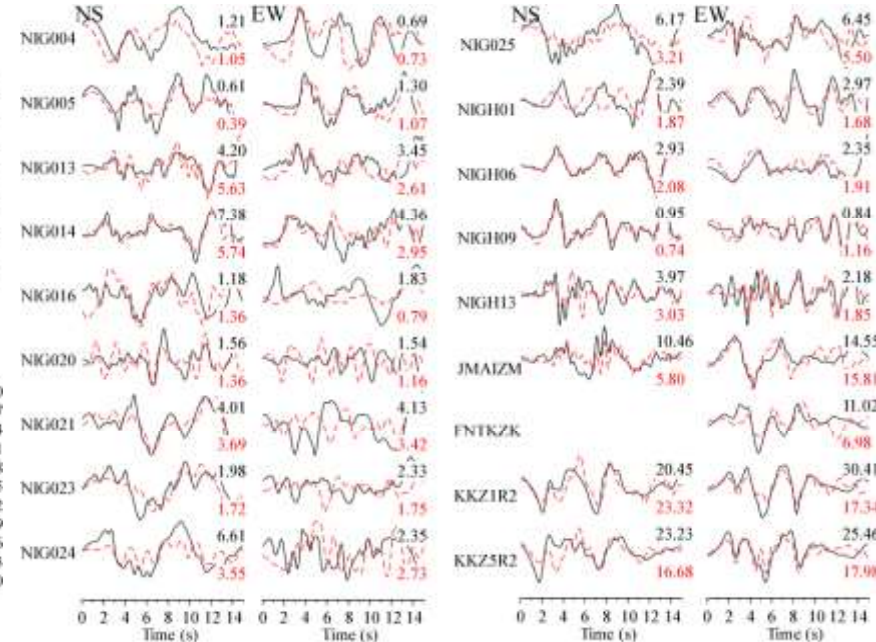 NS EW
NIG004 1.21 1.05 0.69 0.73
NIG005 0.61 0.39 1.30 1.07
NIG013 4.20 5.63 3.45 2.61
NIG014 7.38 5.74 4.36 2.95
NIG016 1.18 1.36 1.83 0.79
NIG020 1.56 1.36 1.54 1.16
NIG021 4.01 3.69 4.13 3.42
NIG023 1.98 1.72 2.33 1.75
NIG024 6.61 3.55 2.35 2.73
0 2 4 6 8 10 12 14 0 2 4 6 8 10 12 14
Time (s) Time (s)
NS EW
NIG025 6.17 3.21 6.45 5.50
NIGH01 2.39 1.87 2.97 1.68
NIGH06 2.93 2.08 2.35 1.91
NIGH09 0.95 0.74 0.84 1.16
NIGH13 3.97 3.03 2.18 1.85
JMAIZM 10.46 5.80 14.55 15.81
FNTKZK 11.02 6.98
KKZ1R2 20.45 23.32 30.41 17.34
KKZ5R2 23.23 16.68 25.46 17.98
0 2 4 6 8 10 12 14 0 2 4 6 8 10 12 14
Time (s) Time (s)